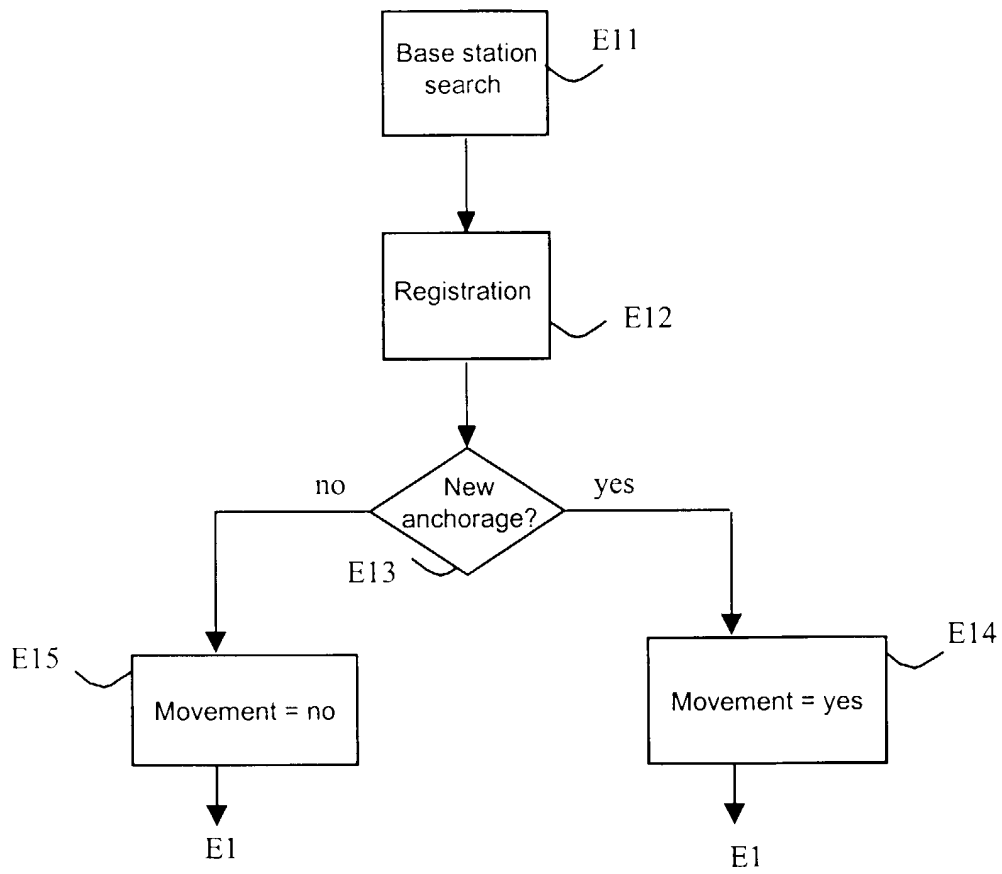 Base station
search
E11
Registration
E12
no
New
anchorage?
yes
E13
E15
Movement = no
E14
Movement = yes
E1
E1